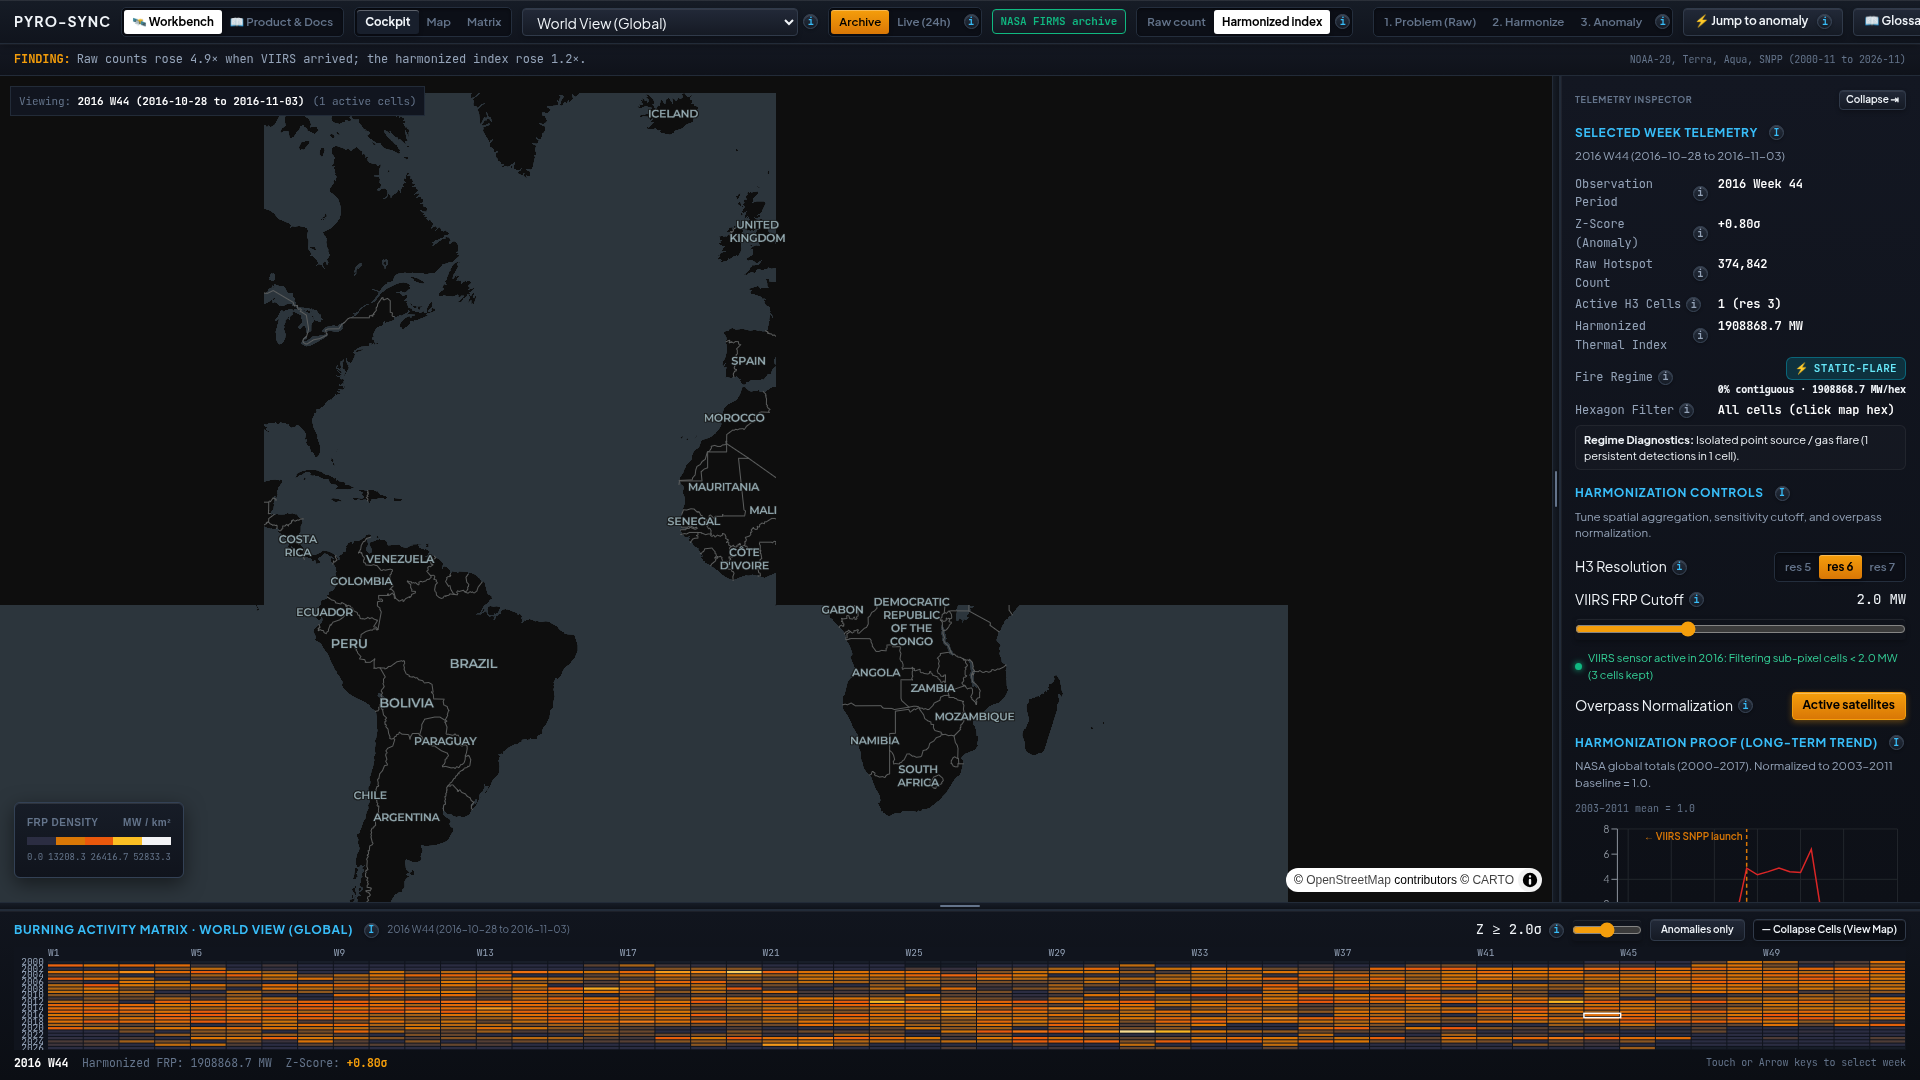 PYRO-SYNC
Workbench
Product & Docs
Cockpit
Map
Matrix
World View (Global)
i
Archive
Live (24h)
i
NASA FIRMS archive
Raw count
Harmonized index
i
1. Problem (Raw)
2. Harmonize
3. Anomaly
i
⚡ Jump to anomaly i
Glossa
FINDING: Raw counts rose 4.9× when VIIRS arrived; the harmonized index rose 1.2×.
NOAA-20, Terra, Aqua, SNPP (2000-11 to 2026-11)
Viewing: 2016 W44 (2016-10-28 to 2016-11-03) (1 active cells)
ICELAND
UNITED
KINGDOM
SPAIN
MOROCCO
MAURITANIA
MALI
SENEGAL
CÔTE
D'IVOIRE
COSTA
RICA
VENEZUELA
COLOMBIA
ECUADOR
PERU
BRAZIL
BOLIVIA
PARAGUAY
CHILE
ARGENTINA
GABON
DEMOCRATIC
REPUBLIC
OF THE
CONGO
ANGOLA
ZAMBIA
MOZAMBIQUE
NAMIBIA
SOUTH
AFRICA
FRP DENSITY MW / km²
0.0 13208.3 26416.7 52833.3
© OpenStreetMap contributors © CARTO
TELEMETRY INSPECTOR
Collapse ⇥
SELECTED WEEK TELEMETRY I
2016 W44 (2016-10-28 to 2016-11-03)
Observation
Period
i
2016 Week 44
Z-Score
(Anomaly)
i
+0.80σ
Raw Hotspot
Count
i
374,842
Active H3 Cells i 1 (res 3)
Harmonized
Thermal Index
i
1908868.7 MW
Fire Regime i
⚡ STATIC-FLARE
0% contiguous · 1908868.7 MW/hex
Hexagon Filter i All cells (click map hex)
Regime Diagnostics: Isolated point source / gas flare (1
persistent detections in 1 cell).
HARMONIZATION CONTROLS I
Tune spatial aggregation, sensitivity cutoff, and overpass
normalization.
H3 Resolution i res 5 res 6 res 7
VIIRS FRP Cutoff i 2.0 MW
VIIRS sensor active in 2016: Filtering sub-pixel cells < 2.0 MW
(3 cells kept)
Overpass Normalization i Active satellites
HARMONIZATION PROOF (LONG-TERM TREND) I
NASA global totals (2000–2017). Normalized to 2003–2011
baseline = 1.0.
2003–2011 mean = 1.0
8
← VIIRS SNPP launch
6
4
BURNING ACTIVITY MATRIX · WORLD VIEW (GLOBAL) I 2016 W44 (2016-10-28 to 2016-11-03)
Z ≥ 2.0σ i
Anomalies only
— Collapse Cells (View Map)
W1 W5 W9 W13 W17 W21 W25 W29 W33 W37 W41 W45 W49
2000
2016 W44 Harmonized FRP: 1908868.7 MW Z-Score: +0.80σ
Touch or Arrow keys to select week